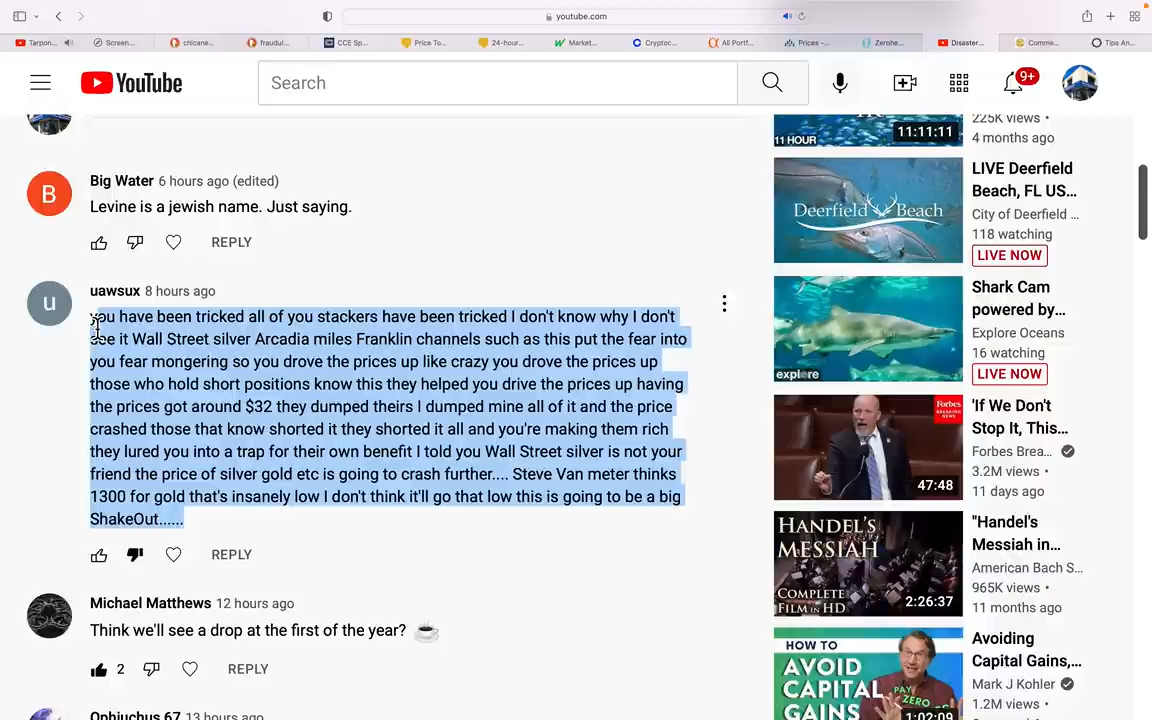 youtube.com
Tarpon...
Screen...
chicane...
fraudul...
CCE Sp...
Price To...
24-hour...
Market...
Cryptoc...
All Portf...
Prices -...
Zerohe...
Disaster...
Comme...
Tips An...
YouTube
Search
9+
Big Water 6 hours ago (edited)
Levine is a jewish name. Just saying.
REPLY
uawsux 8 hours ago
you have been tricked all of you stackers have been tricked I don't know why I don't
see it Wall Street silver Arcadia miles Franklin channels such as this put the fear into
you fear mongering so you drove the prices up like crazy you drove the prices up
those who hold short positions know this they helped you drive the prices up having
the prices got around $32 they dumped theirs I dumped mine all of it and the price
crashed those that know shorted it they shorted it all and you're making them rich
they lured you into a trap for their own benefit I told you Wall Street silver is not your
friend the price of silver gold etc is going to crash further.... Steve Van meter thinks
1300 for gold that's insanely low I don't think it'll go that low this is going to be a big
ShakeOut......
REPLY
Michael Matthews 12 hours ago
Think we'll see a drop at the first of the year?
2 REPLY
Ophiuchus 67 13 hours ago
11 HOUR
11:11:11
225K views •
4 months ago
Deerfield Beach
LIVE Deerfield
Beach, FL US...
City of Deerfield ...
118 watching
LIVE NOW
explore
Shark Cam
powered by...
Explore Oceans
16 watching
LIVE NOW
Forbes
BREAKING
NEWS
47:48
'If We Don't
Stop It, This...
Forbes Brea...
3.2M views •
11 days ago
HANDEL'S
MESSIAH
COMPLETE
FILM IN HD
2:26:37
"Handel's
Messiah in...
American Bach S...
965K views •
11 months ago
HOW TO
AVOID
CAPITAL
GAINS
PAY
ZERO
1:02:09
Avoiding
Capital Gains,...
Mark J Kohler
1.2M views •